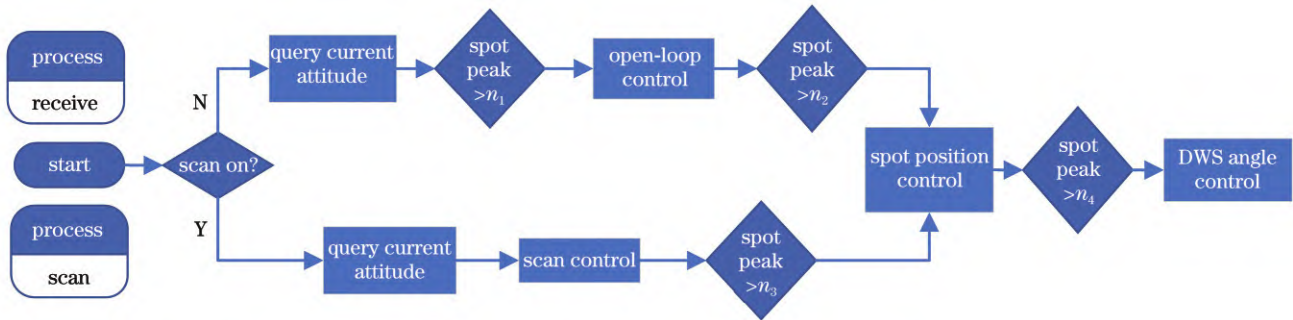 process
receive
start
process
scan
scan on?
N
Y
query current
attitude
spot
peak
>n₁
open-loop
control
spot
peak
>n₂
query current
attitude
scan control
spot
peak
>n₃
spot position
control
spot
peak
>n₄
DWS angle
control